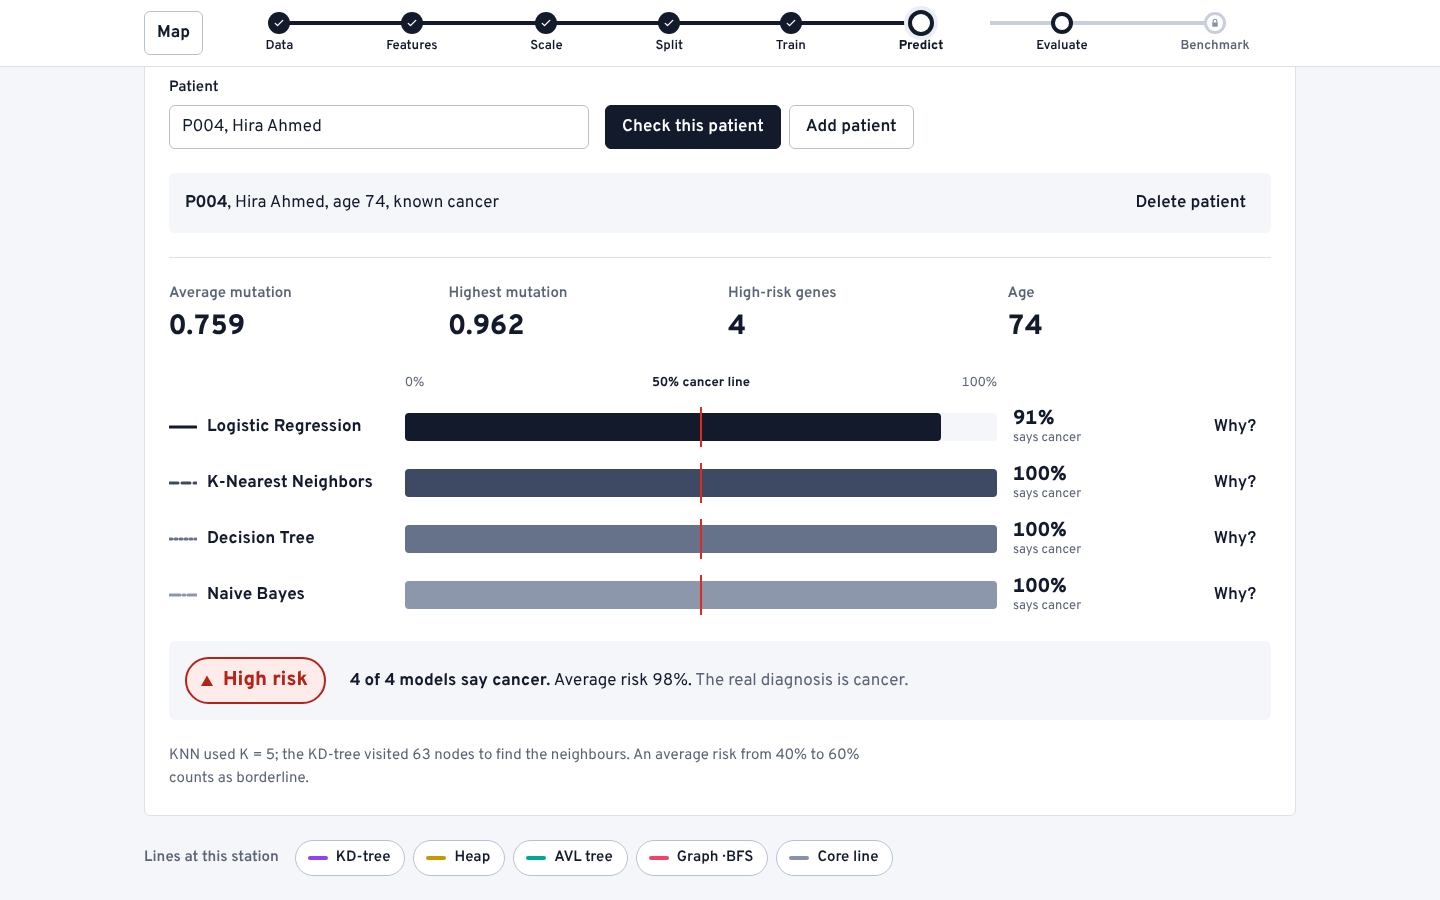 Map
Data
Features
Scale
Split
Train
Predict
Evaluate
Benchmark
Patient
P004, Hira Ahmed
Check this patient
Add patient
P004, Hira Ahmed, age 74, known cancer
Delete patient
Average mutation
0.759
Highest mutation
0.962
High-risk genes
4
Age
74
0%
50% cancer line
100%
Logistic Regression
91%
says cancer
Why?
K-Nearest Neighbors
100%
says cancer
Why?
Decision Tree
100%
says cancer
Why?
Naive Bayes
100%
says cancer
Why?
High risk
4 of 4 models say cancer. Average risk 98%. The real diagnosis is cancer.
KNN used K = 5; the KD-tree visited 63 nodes to find the neighbours. An average risk from 40% to 60%
counts as borderline.
Lines at this station
KD-tree
Heap
AVL tree
Graph ·BFS
Core line